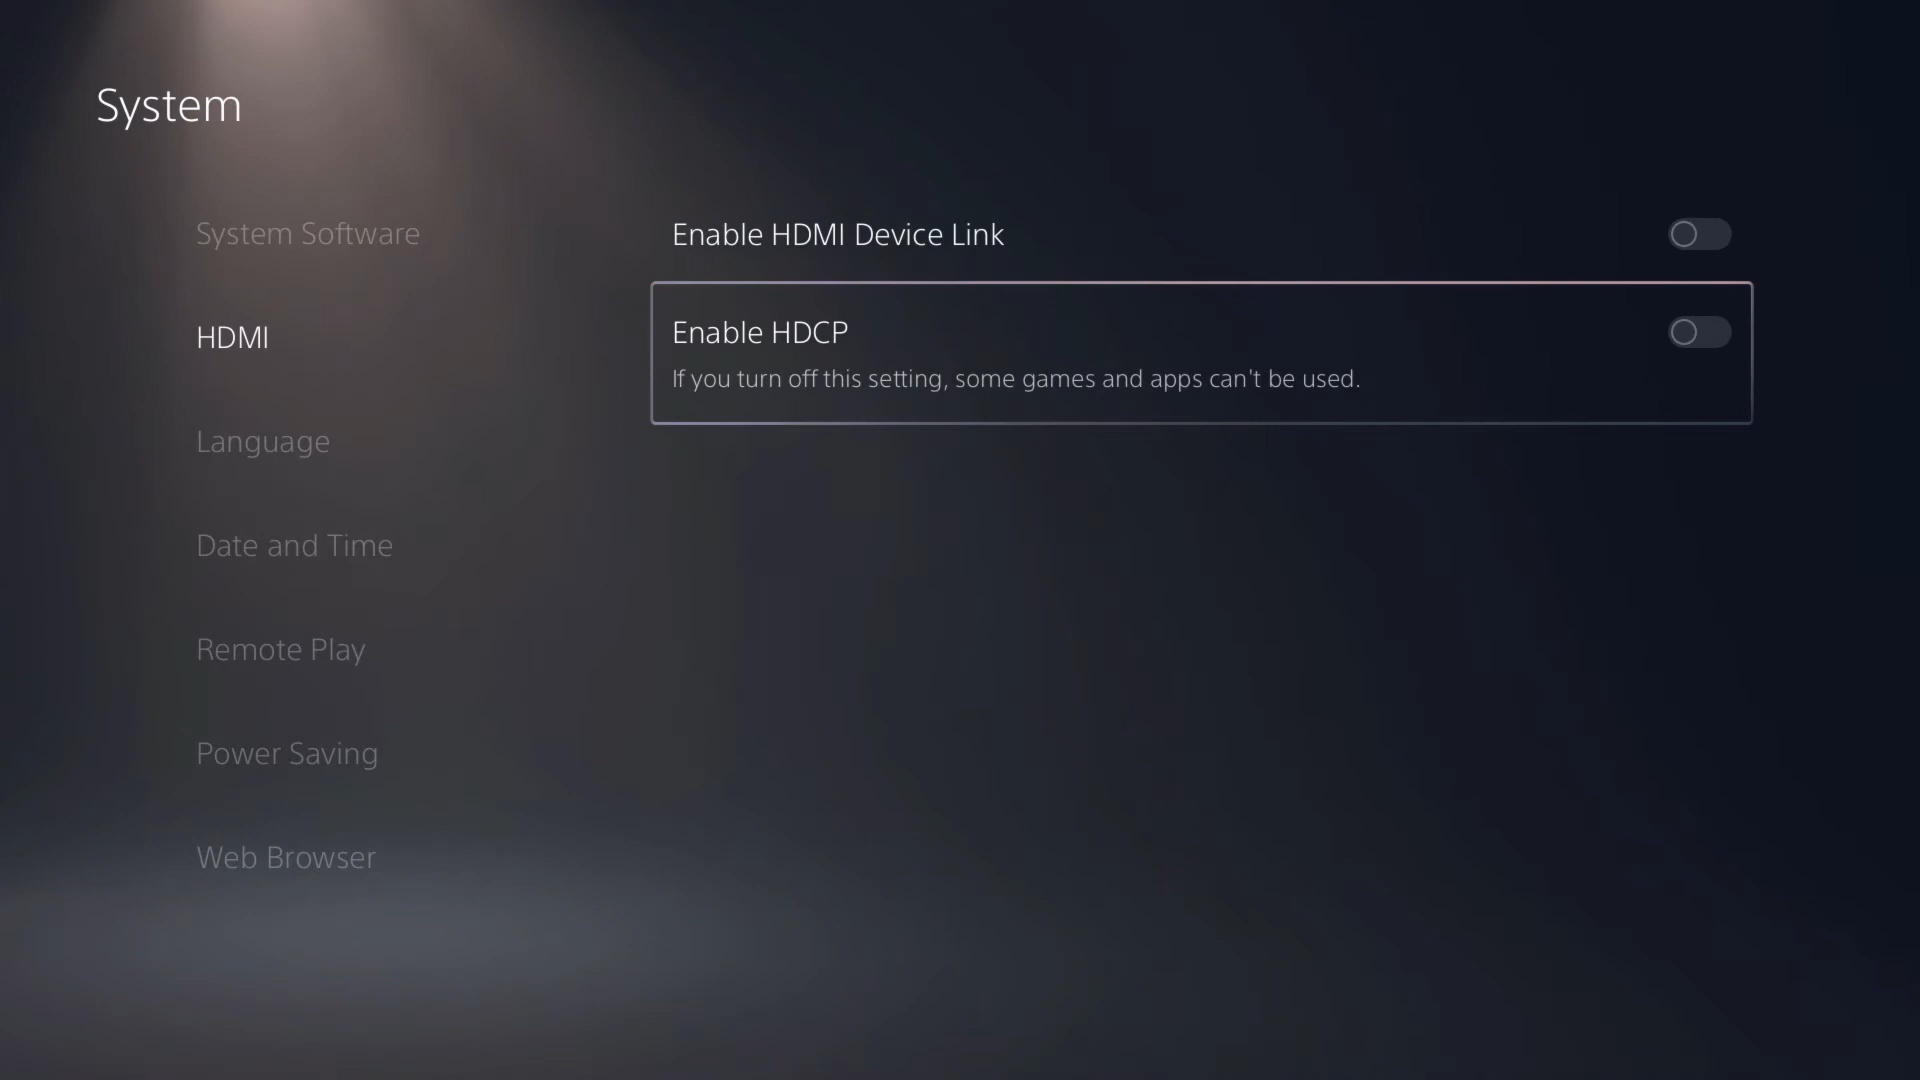 System
System Software
HDMI
Language
Date and Time
Remote Play
Power Saving
Web Browser
Enable HDMI Device Link
Enable HDCP
If you turn off this setting, some games and apps can't be used.